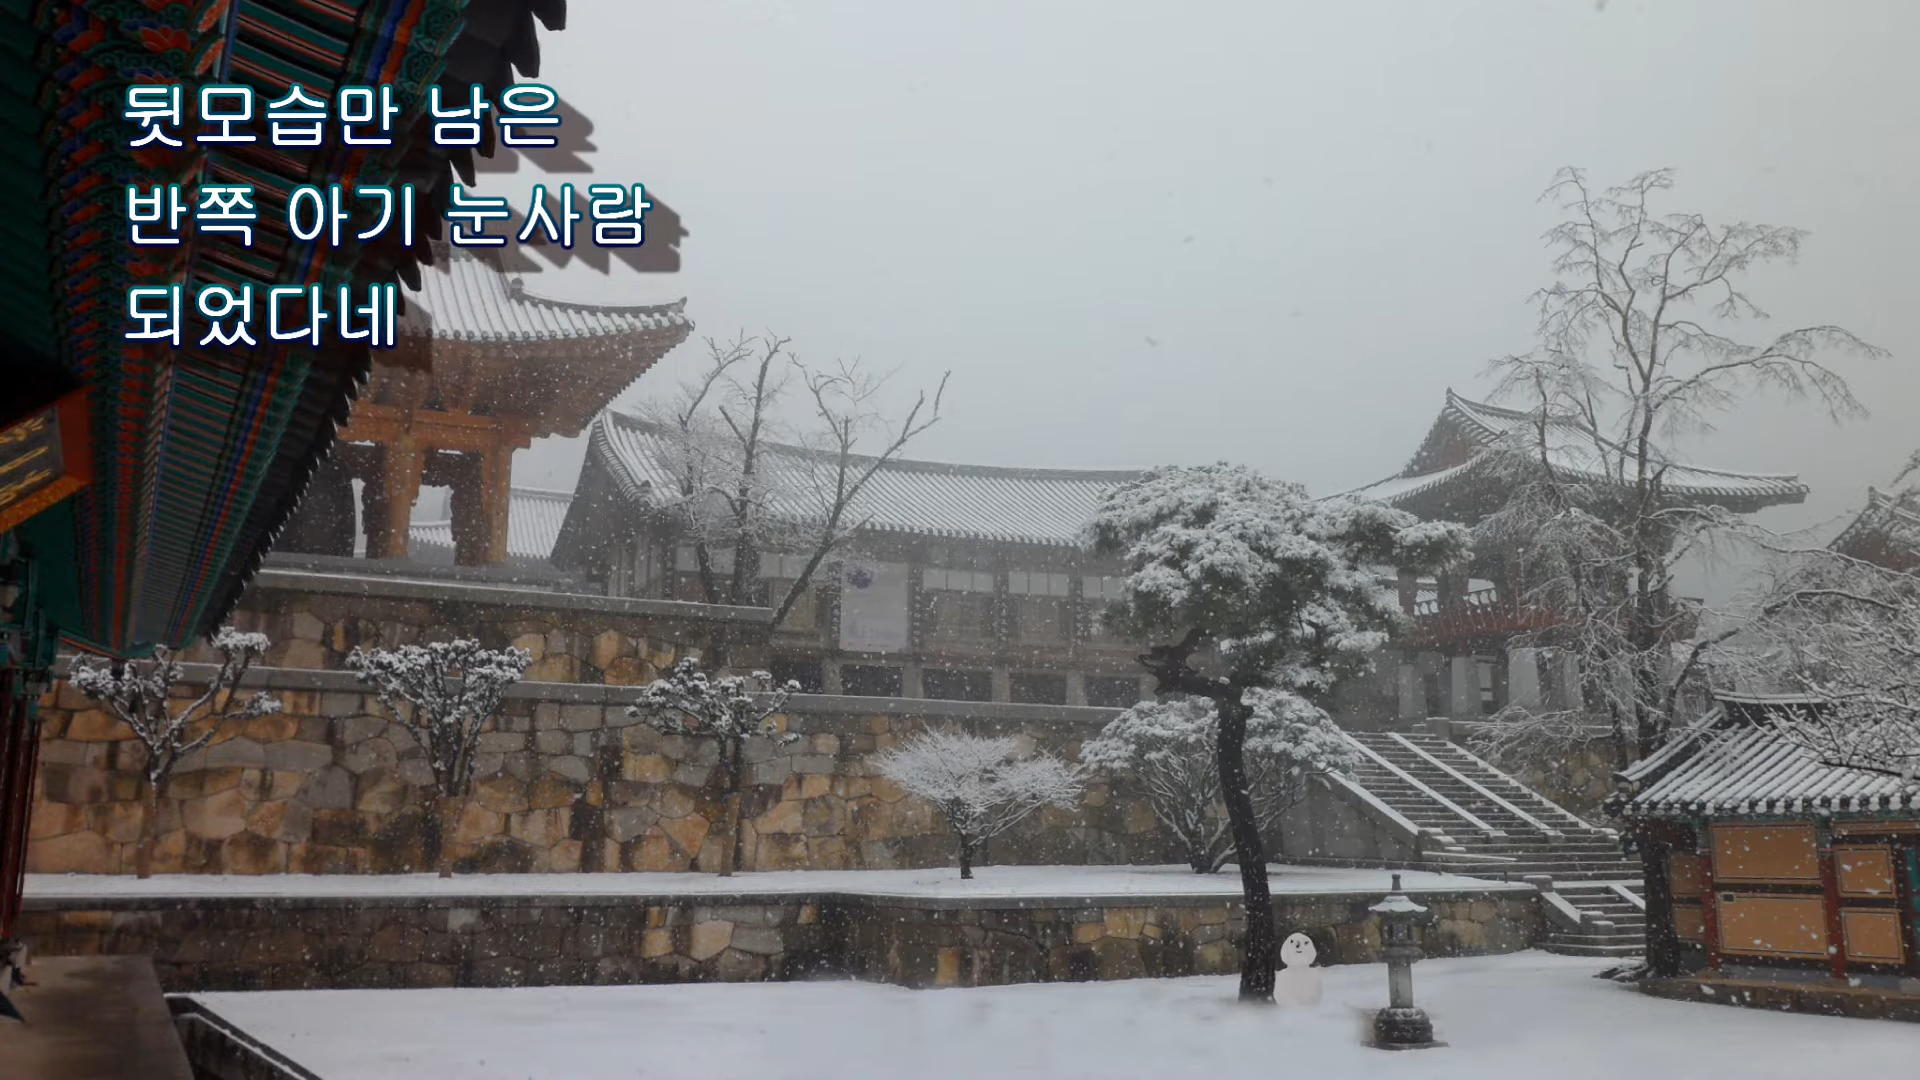 뒷모습만 남은
반쪽 아기 눈사람
되었다네